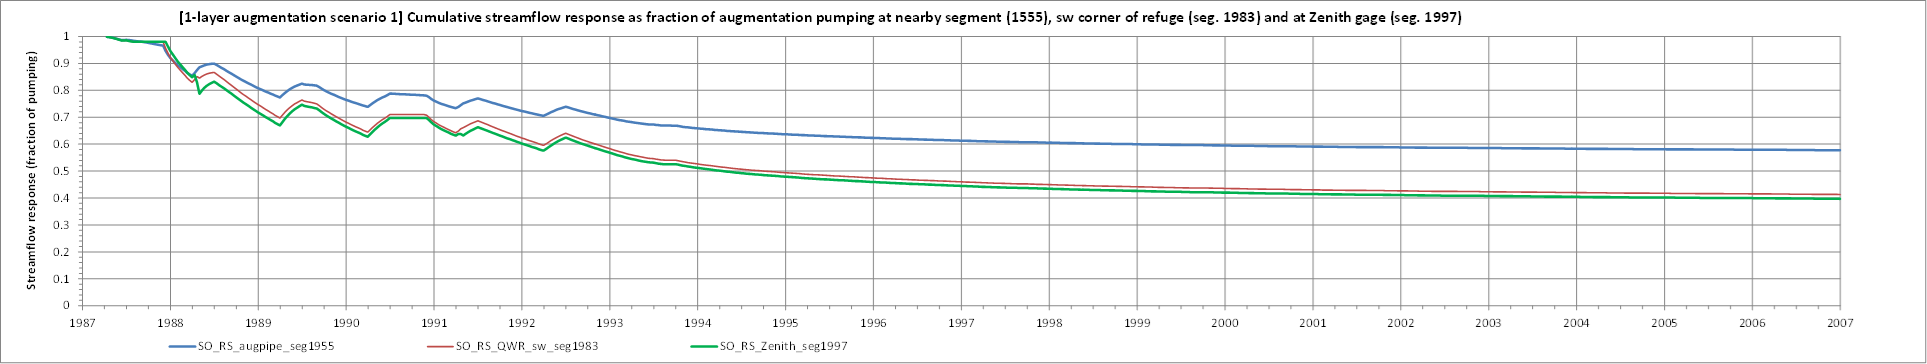 [1-layer augmentation scenario 1] Cumulative streamflow response as fraction of augmentation pumping at nearby segment (1555), sw corner of refuge (seg. 1983) and at Zenith gage (seg. 1997)
Streamflow response (fraction of pumping)
1
0.9
0.8
0.7
0.6
0.5
0.4
0.3
0.2
0.1
0
1987 1988 1989 1990 1991 1992 1993 1994 1995 1996 1997 1998 1999 2000 2001 2002 2003 2004 2005 2006 2007
SO_RS_augpipe_seg1955 SO_RS_QWR_sw_seg1983 SO_RS_Zenith_seg1997